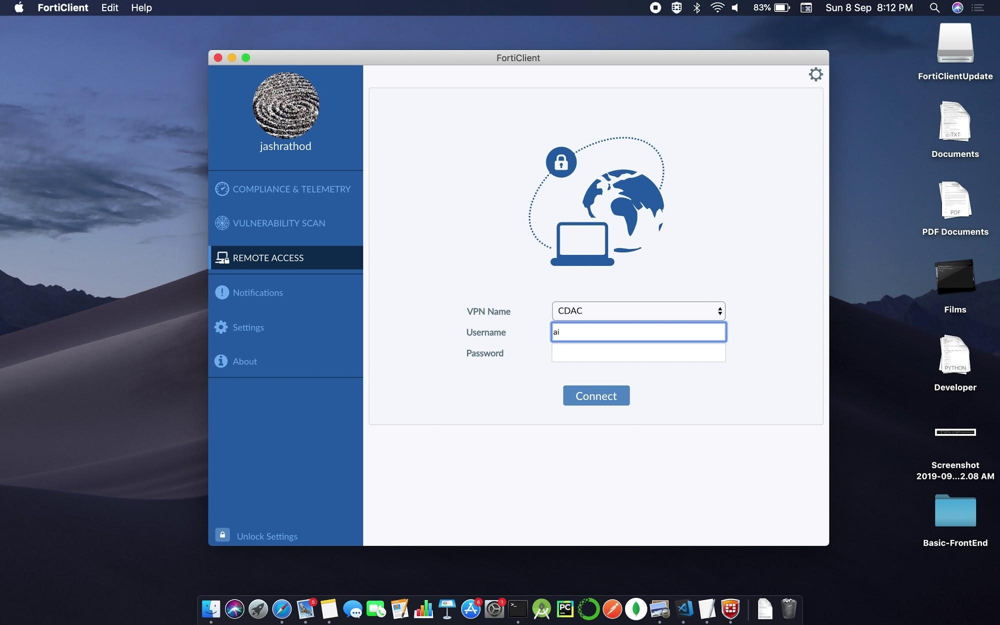 FortiClient Edit Help 83% Sun 8 Sep 8:12 PM
FortiClient
jashrathod
COMPLIANCE & TELEMETRY
VULNERABILITY SCAN
REMOTE ACCESS
Notifications
Settings
About
Unlock Settings
VPN Name CDAC
Username ai
Password
Connect
FortiClientUpdate
TXT
Documents
PDF
PDF Documents
Films
PYTHON
Developer
Screenshot
2019-09...2.08 AM
Basic-FrontEnd
5
6
1
PC
PYTHON